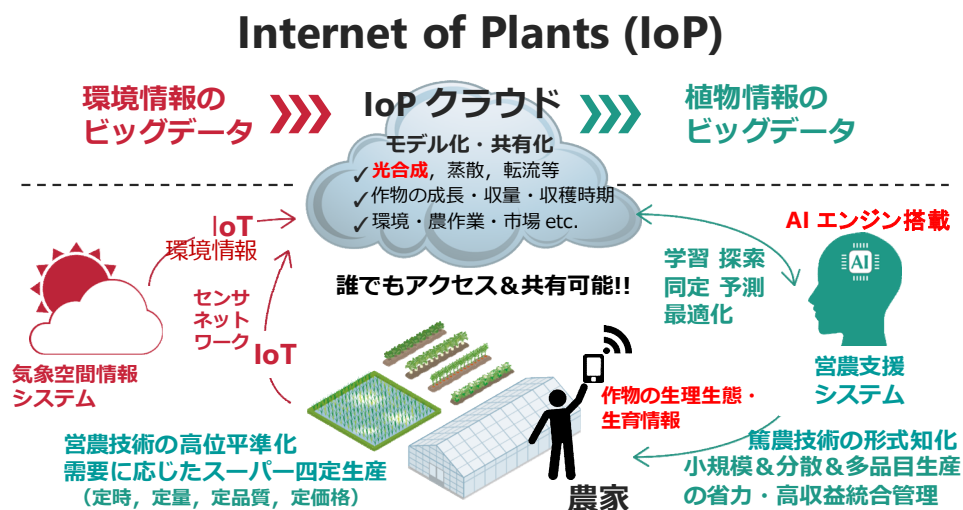 Internet of Plants (IoP)
環境情報の
ビッグデータ
IoP クラウド
モデル化・共有化
✓光合成，蒸散，転流等
✓作物の成長・収量・収穫時期
✓環境・農作業・市場 etc.
植物情報の
ビッグデータ
IoT
環境情報
センサ
ネット
ワーク
IoT
気象空間情報
システム
誰でもアクセス＆共有可能!!
AI エンジン搭載
AI
学習 探索
同定 予測
最適化
営農支援
システム
作物の生理生態・
生育情報
農家
営農技術の高位平準化
需要に応じたスーパー四定生産
（定時，定量，定品質，定価格）
篤農技術の形式知化
小規模＆分散＆多品目生産
の省力・高収益統合管理